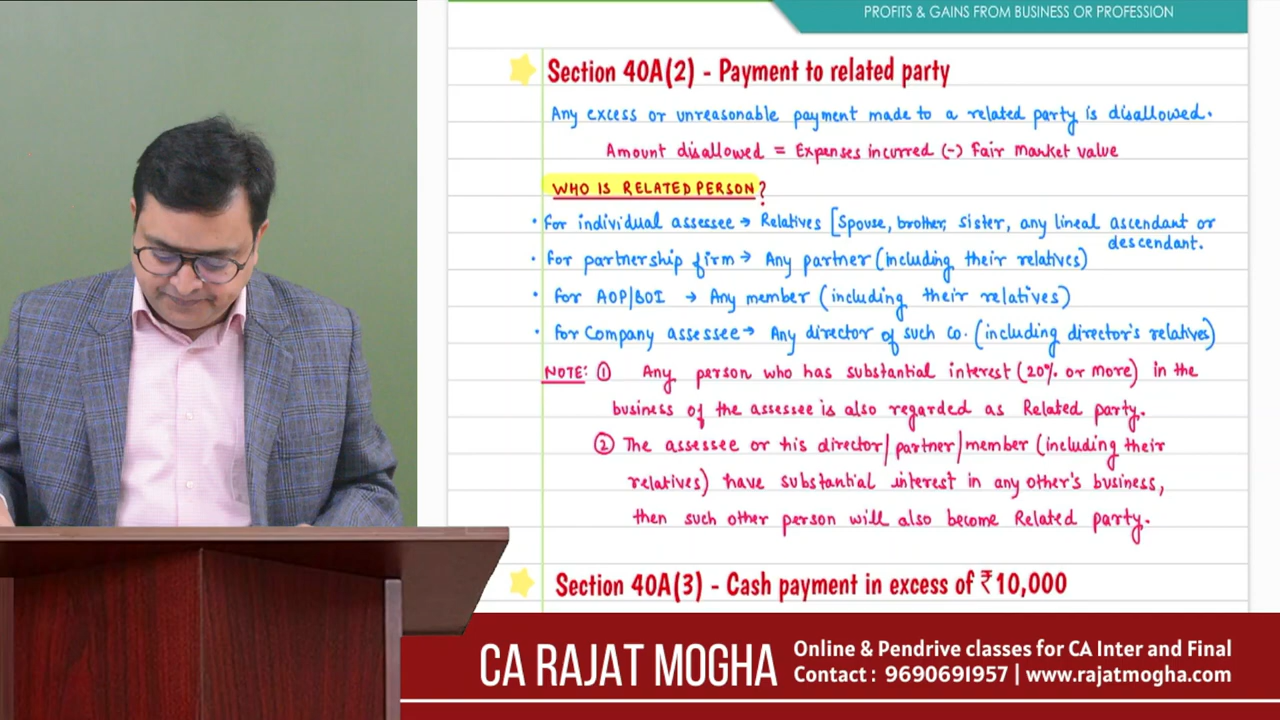 PROFITS & GAINS FROM BUSINESS OR PROFESSION
Section 40A(2) - Payment to related party
Any excess or unreasonable payment made to a related party is disallowed.
Amount disallowed = Expenses incurred (-) Fair market value
WHO IS RELATED PERSON?
• For individual assessee → Relatives [Spouse, brother, sister, any lineal ascendant or
descendant.
• For partnership firm → Any partner (including their relatives)
• For AOP/BOI → Any member (including their relatives)
• For Company assessee → Any director of such co. (including director's relatives)
NOTE: ① Any person who has substantial interest (20% or more) in the
business of the assessee is also regarded as Related party.
② The assessee or his director/partner/member (including their
relatives) have substantial interest in any other's business,
then such other person will also become Related party.
Section 40A(3) - Cash payment in excess of ₹10,000
CA RAJAT MOGHA
Online & Pendrive classes for CA Inter and Final
Contact : 9690691957 | www.rajatmogha.com